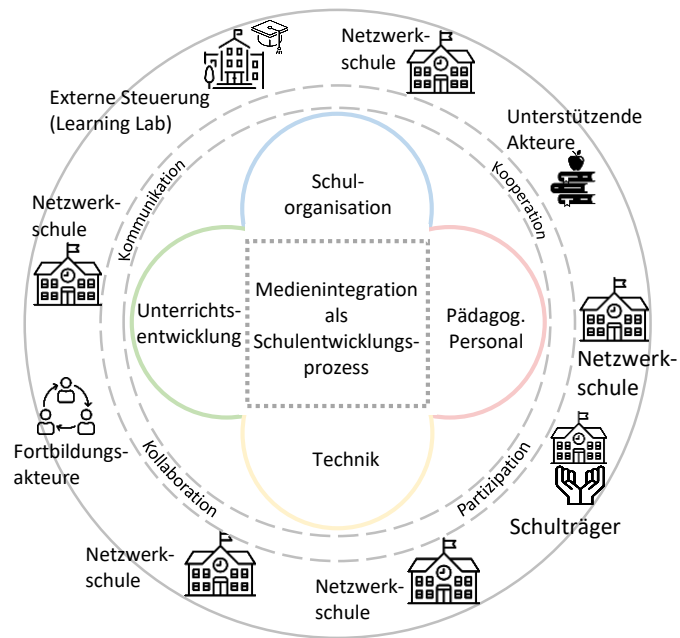 Netzwerk-
schule
Externe Steuerung
(Learning Lab)
Unterstützende
Akteure
Kommunikation
Kooperation
Schul-
organisation
Netzwerk-
schule
Unterrichts-
entwicklung
Medienintegration
als
Schulentwicklungs-
prozess
Pädagog.
Personal
Netzwerk-
schule
Fortbildungs-
akteure
Technik
Kollaboration
Partizipation
Schulträger
Netzwerk-
schule
Netzwerk-
schule